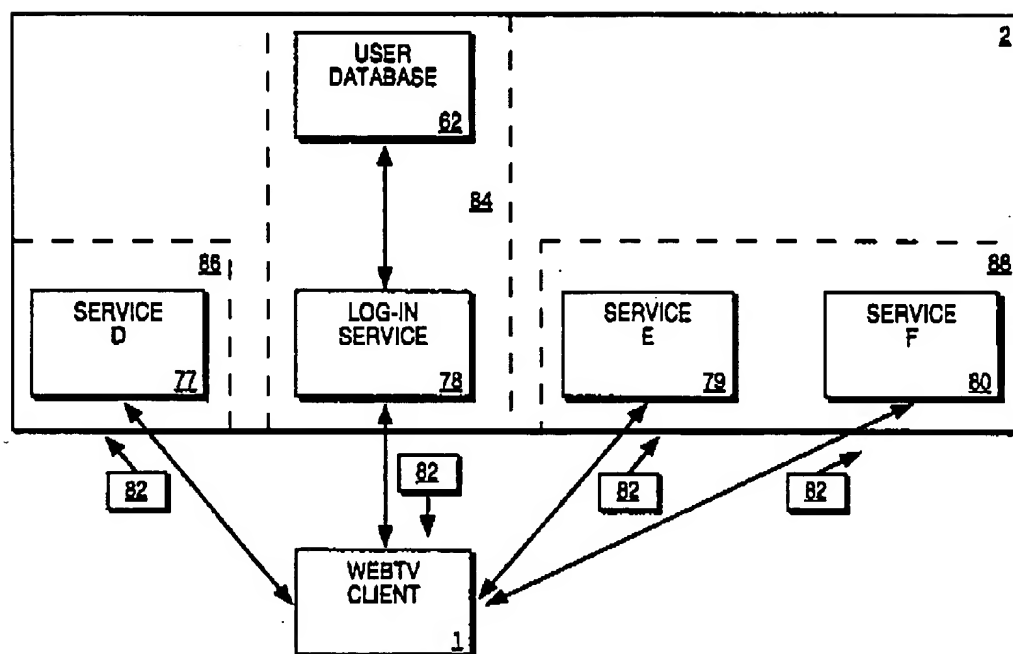 2
USER
DATABASE
62
84
86
88
SERVICE
D
77
LOG-IN
SERVICE
78
SERVICE
E
79
SERVICE
F
80
82
82
82
82
WEBTV
CLIENT
1